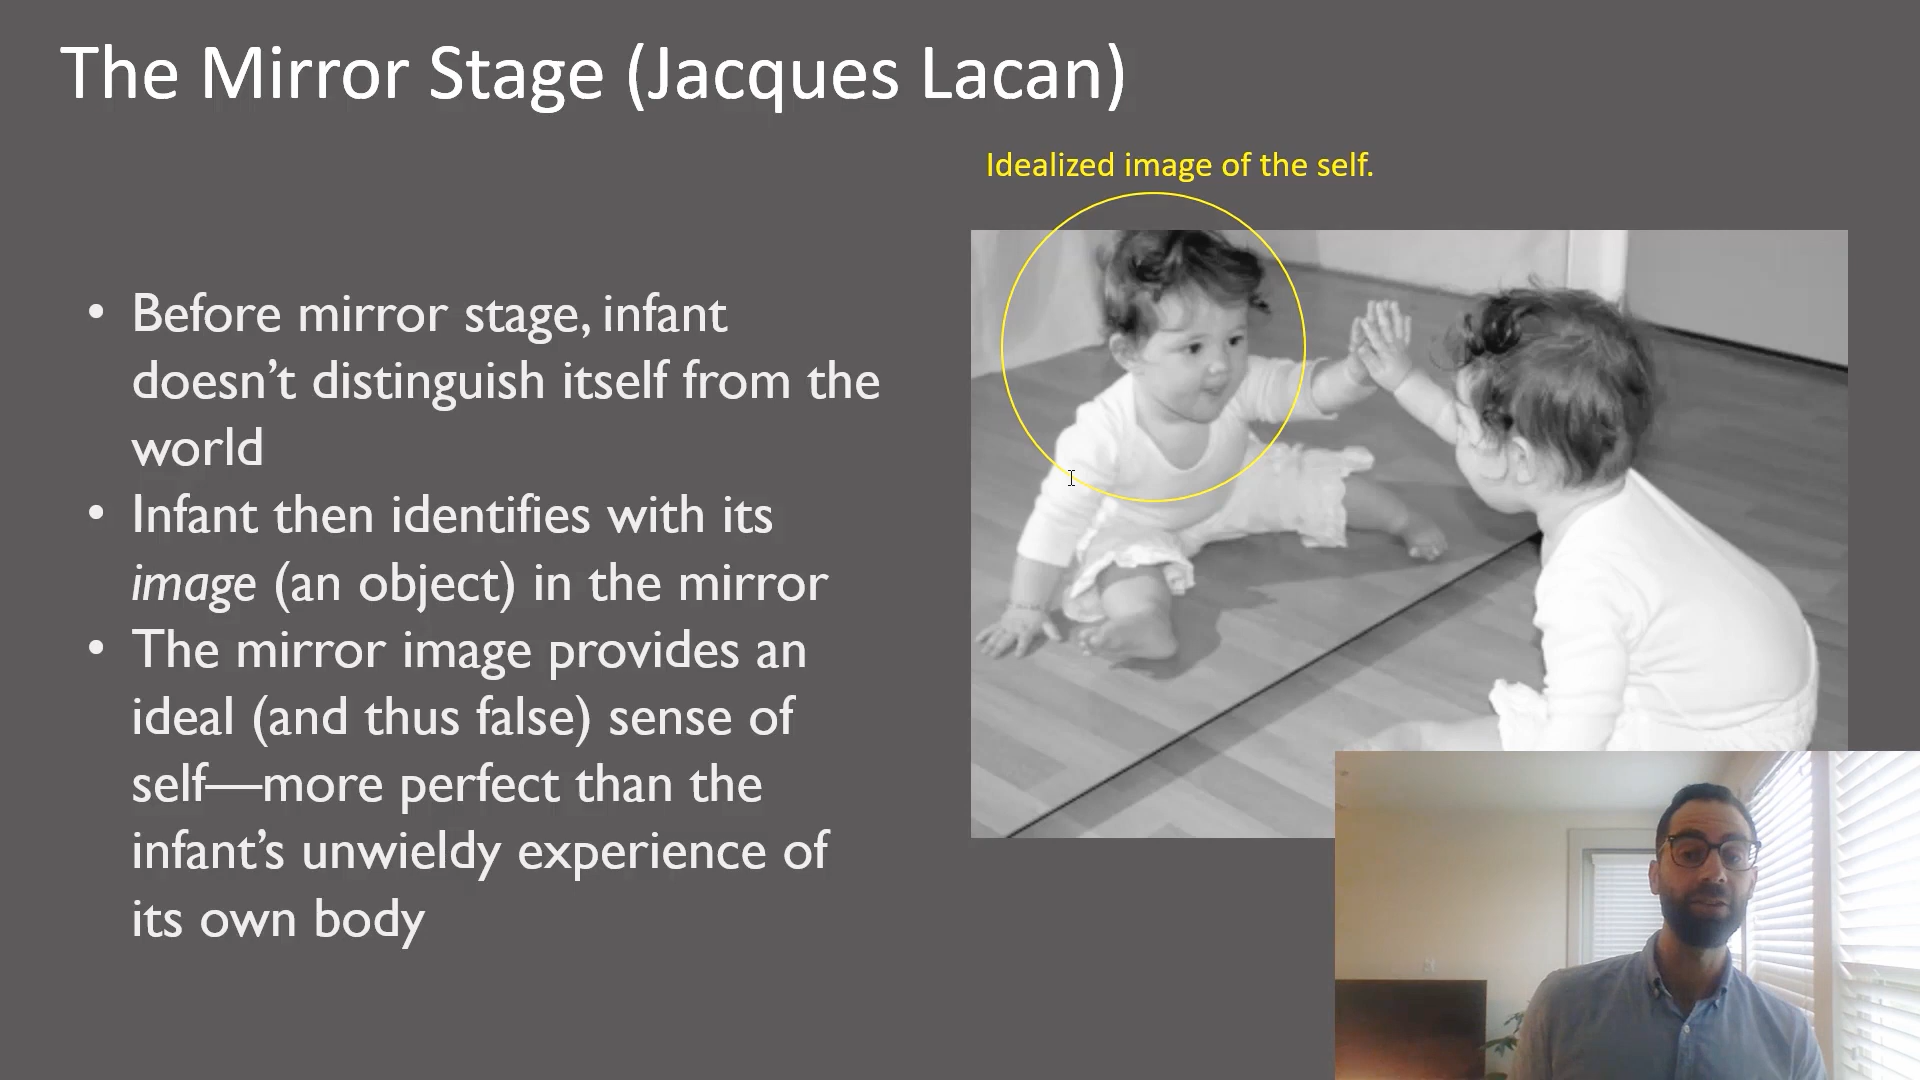 The Mirror Stage (Jacques Lacan)
Idealized image of the self.
• Before mirror stage, infant
doesn’t distinguish itself from the
world
• Infant then identifies with its
image (an object) in the mirror
• The mirror image provides an
ideal (and thus false) sense of
self—more perfect than the
infant’s unwieldy experience of
its own body